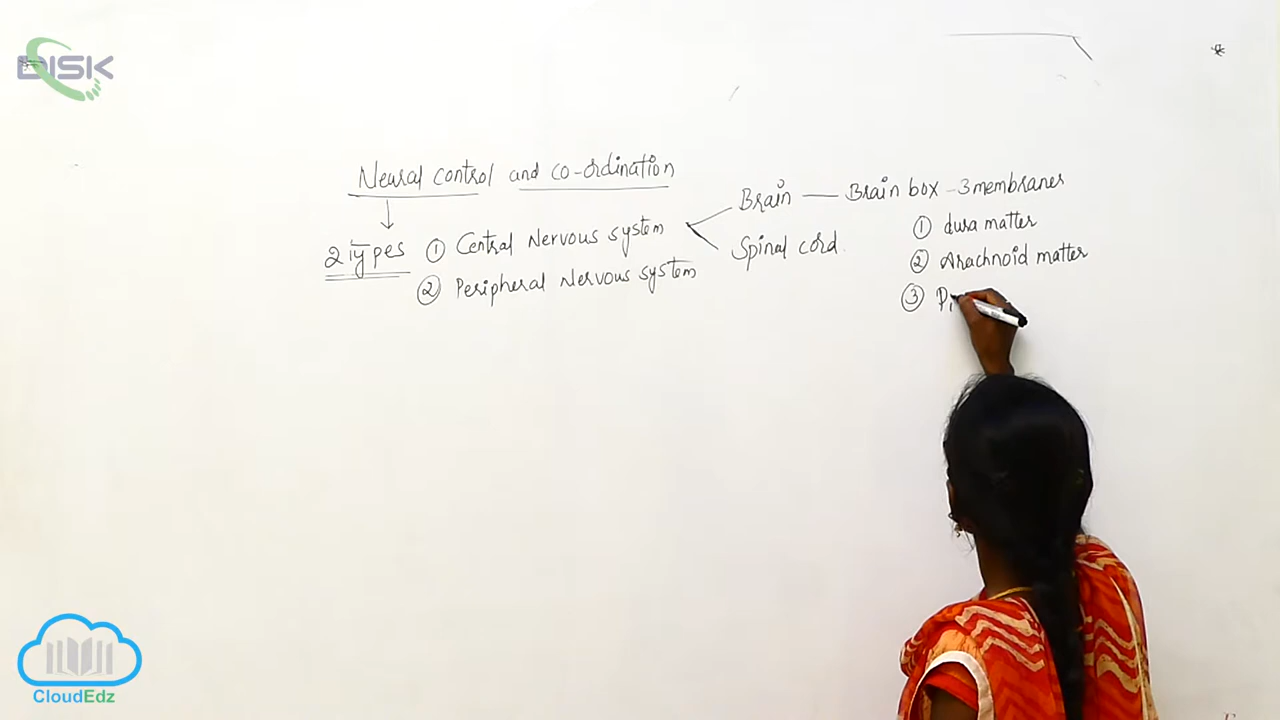 DISK
Neural control and co-ordination
2 Types
① Central Nervous system
② Peripheral Nervous system
Brain — Brain box - 3 membranes
Spinal cord.
① dura matter
② Arachnoid matter
③ Pi
CloudEdz